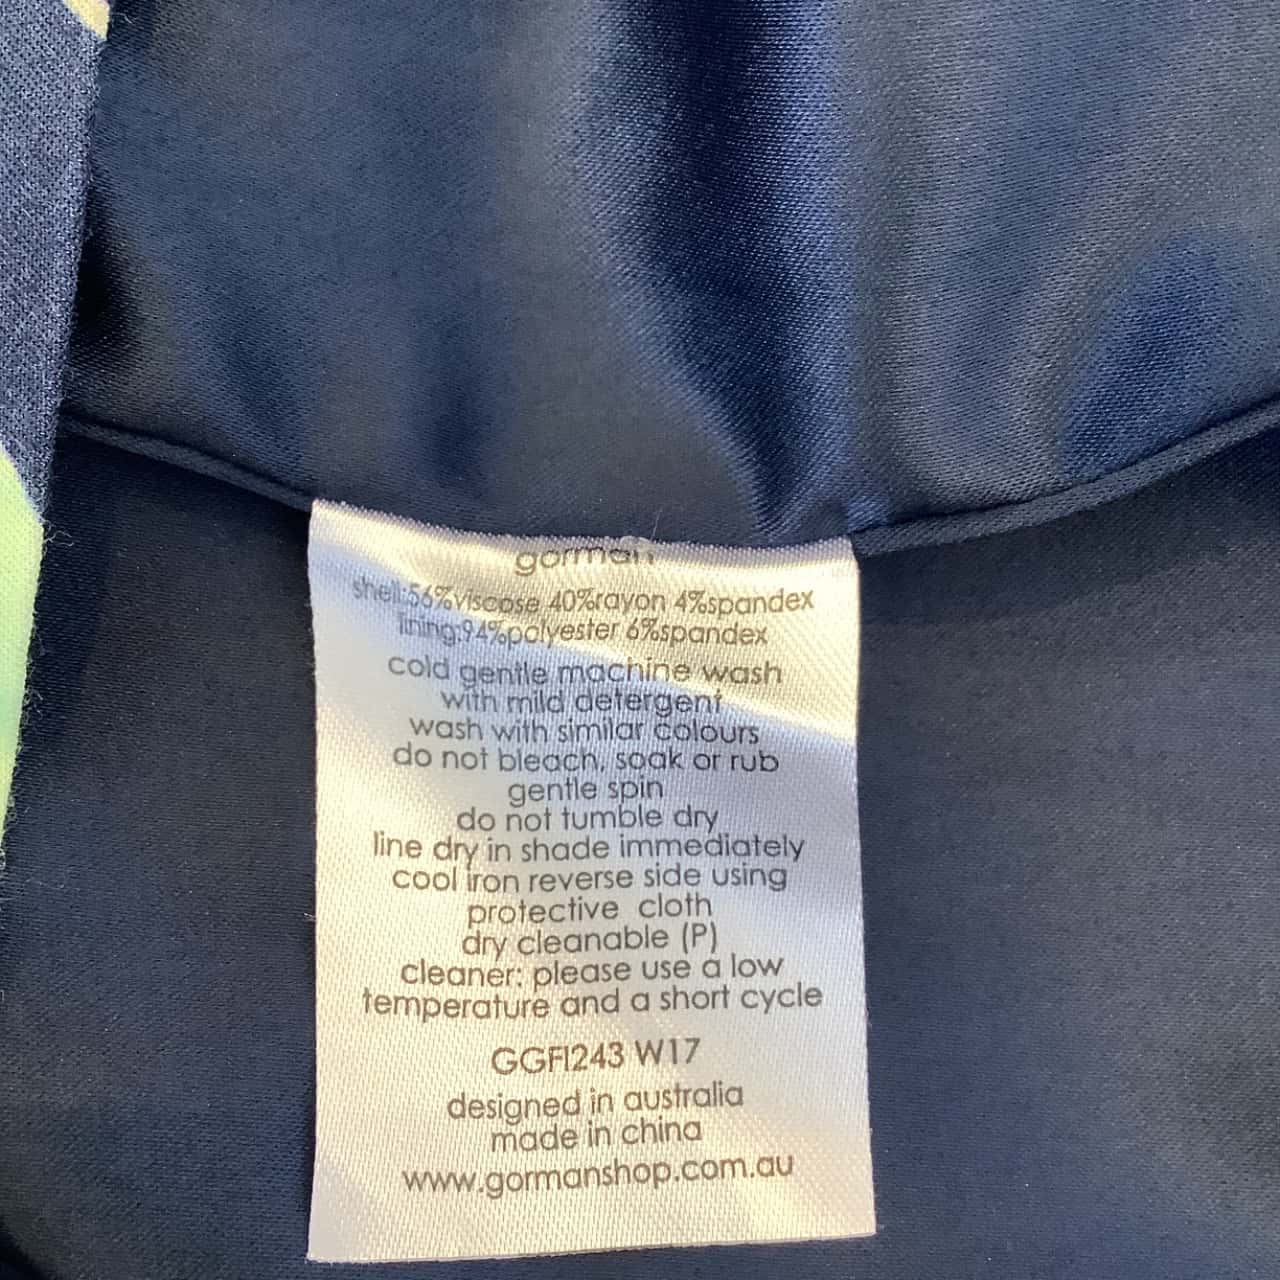 gorman
shell:56%viscose 40%rayon 4%spandex
lining:94%polyester 6%spandex
cold gentle machine wash
with mild detergent
wash with similar colours
do not bleach, soak or rub
gentle spin
do not tumble dry
line dry in shade immediately
cool iron reverse side using
protective cloth
dry cleanable (P)
cleaner: please use a low
temperature and a short cycle
GGFI243 W17
designed in australia
made in china
www.gormanshop.com.au